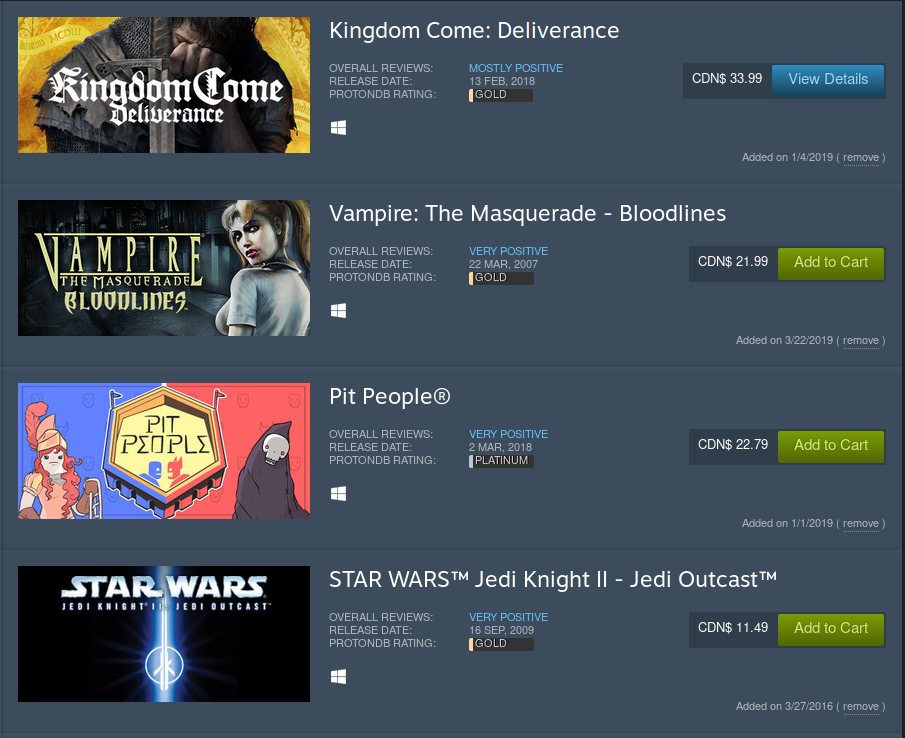 Kingdom Come: Deliverance
OVERALL REVIEWS: MOSTLY POSITIVE
RELEASE DATE: 13 FEB, 2018
PROTONDB RATING: GOLD
CDN$ 33.99 View Details
Added on 1/4/2019 ( remove )
Kingdom Come
Deliverance
Vampire: The Masquerade - Bloodlines
OVERALL REVIEWS: VERY POSITIVE
RELEASE DATE: 22 MAR, 2007
PROTONDB RATING: GOLD
CDN$ 21.99 Add to Cart
Added on 3/22/2019 ( remove )
VAMPIRE
THE MASQUERADE
BLOODLINES
Pit People®
OVERALL REVIEWS: VERY POSITIVE
RELEASE DATE: 2 MAR, 2018
PROTONDB RATING: PLATINUM
CDN$ 22.79 Add to Cart
Added on 1/1/2019 ( remove )
PIT
PEOPLE
STAR WARS™ Jedi Knight II - Jedi Outcast™
OVERALL REVIEWS: VERY POSITIVE
RELEASE DATE: 16 SEP, 2009
PROTONDB RATING: GOLD
CDN$ 11.49 Add to Cart
Added on 3/27/2016 ( remove )
STAR WARS
JEDI KNIGHT II JEDI OUTCAST™